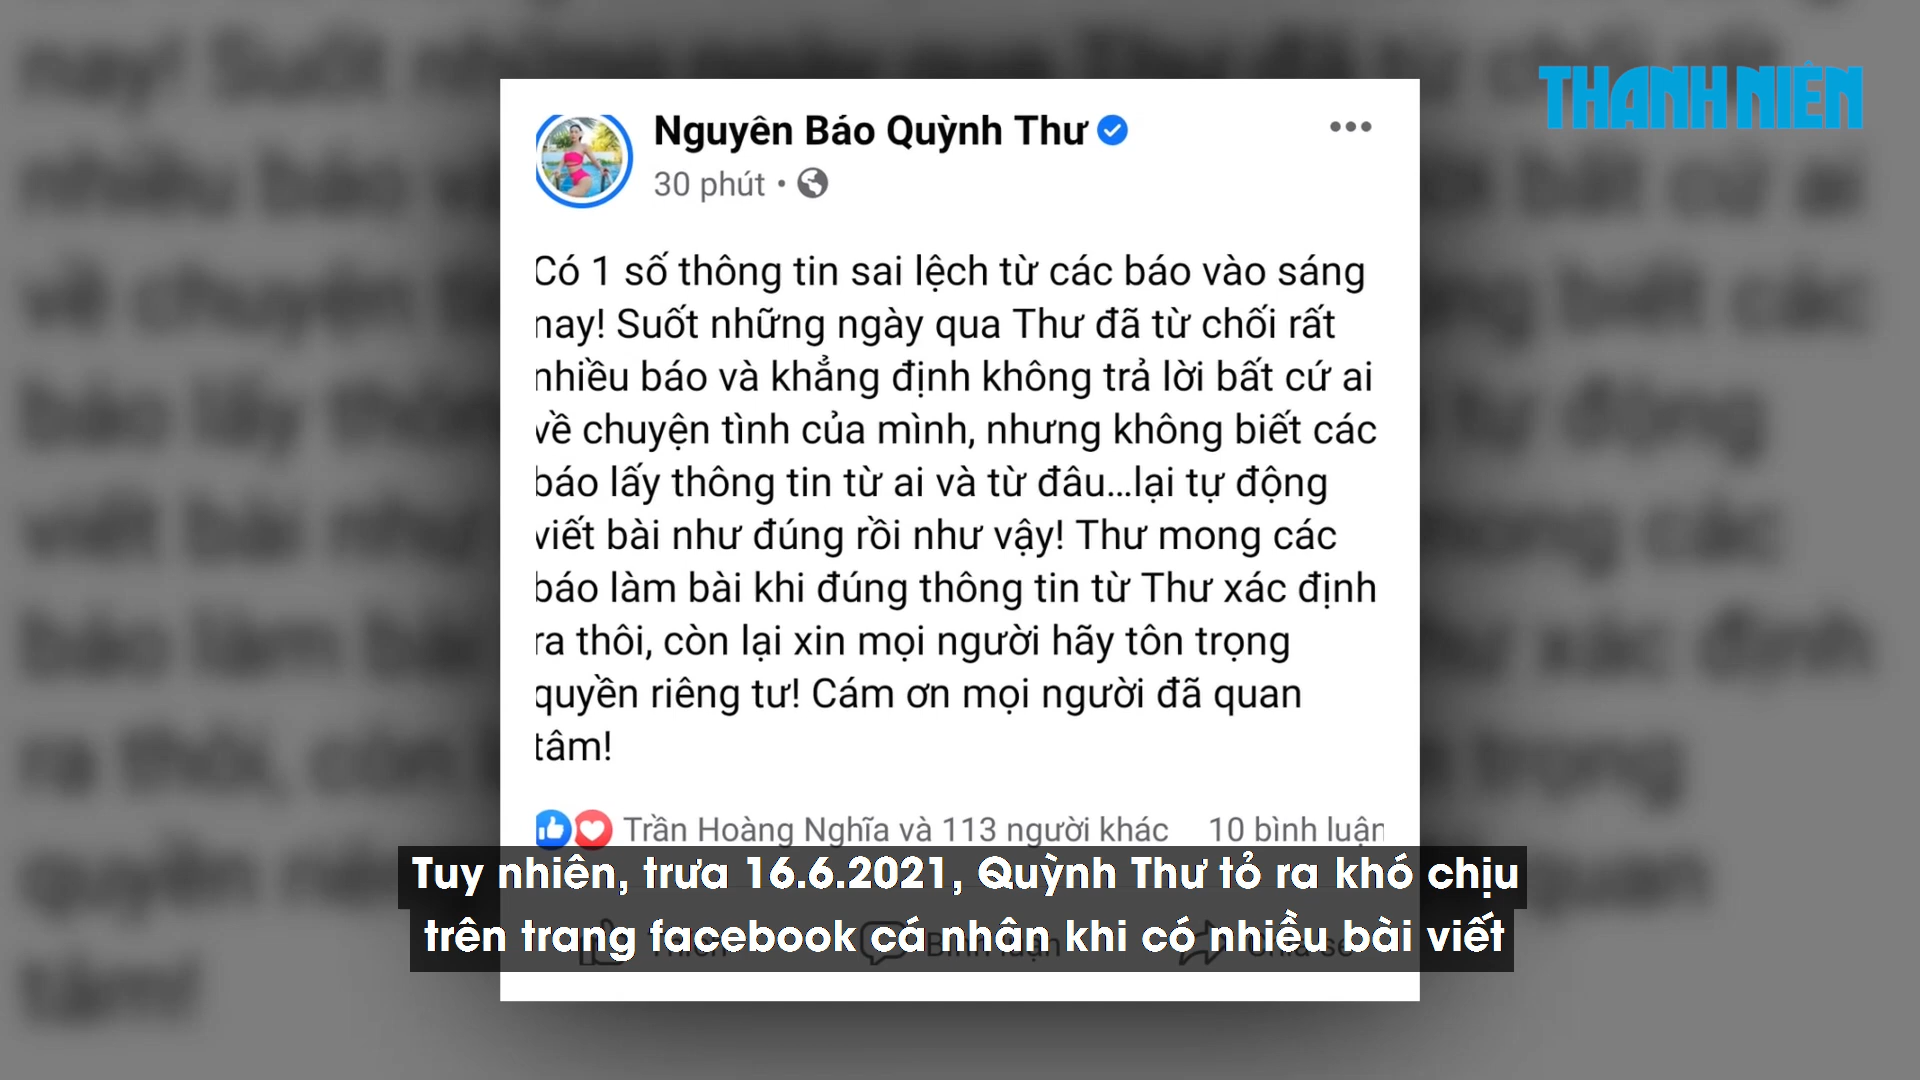 THANH NIÊN
Nguyên Báo Quỳnh Thư
30 phút
Có 1 số thông tin sai lệch từ các báo vào sáng
nay! Suốt những ngày qua Thư đã từ chối rất
nhiều báo và khẳng định không trả lời bất cứ ai
về chuyện tình của mình, nhưng không biết các
báo lấy thông tin từ ai và từ đâu...lại tự động
viết bài như đúng rồi như vậy! Thư mong các
báo làm bài khi đúng thông tin từ Thư xác định
ra thôi, còn lại xin mọi người hãy tôn trọng
quyền riêng tư! Cám ơn mọi người đã quan
tâm!
Trần Hoàng Nghĩa và 113 người khác 10 bình luận
Tuy nhiên, trưa 16.6.2021, Quỳnh Thư tỏ ra khó chịu
trên trang facebook cá nhân khi có nhiều bài viết